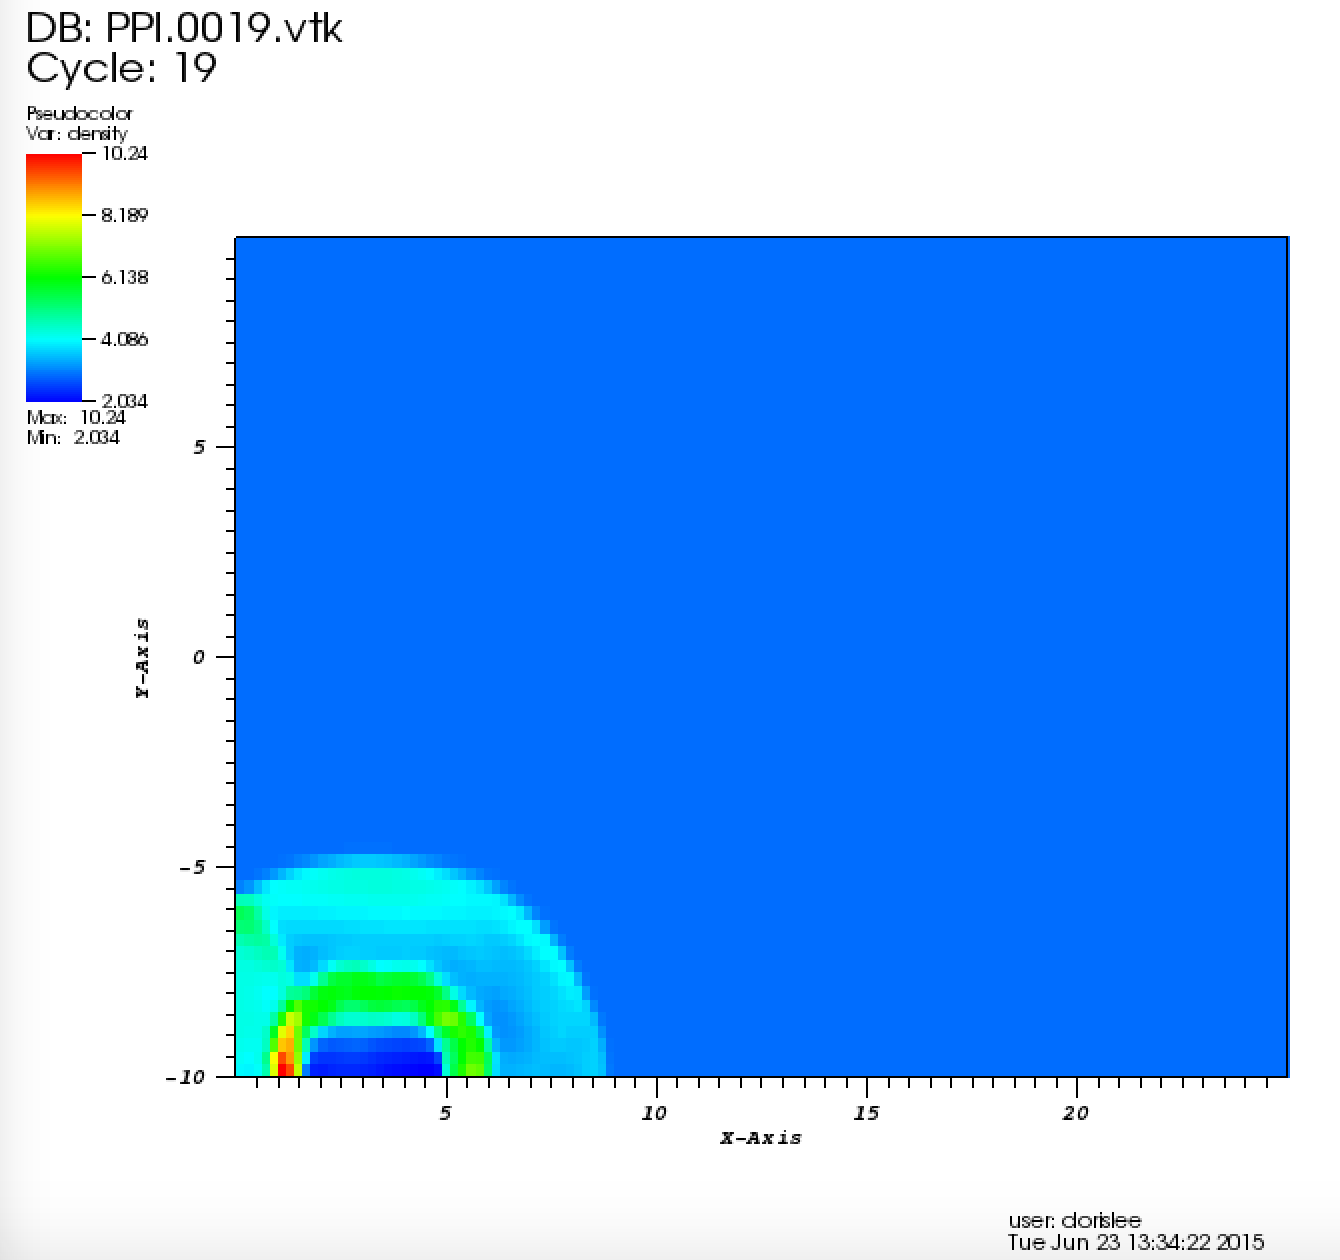 DB: PPI.0019.vtk
Cycle: 19
Pseudocolor
Var: density
10.24
8.189
6.138
4.086
2.034
Max: 10.24
Min: 2.034
5
0
-5
-10
Y-Axis
5
10
15
20
X-Axis
user: dorislee
Tue Jun 23 13:34:22 2015